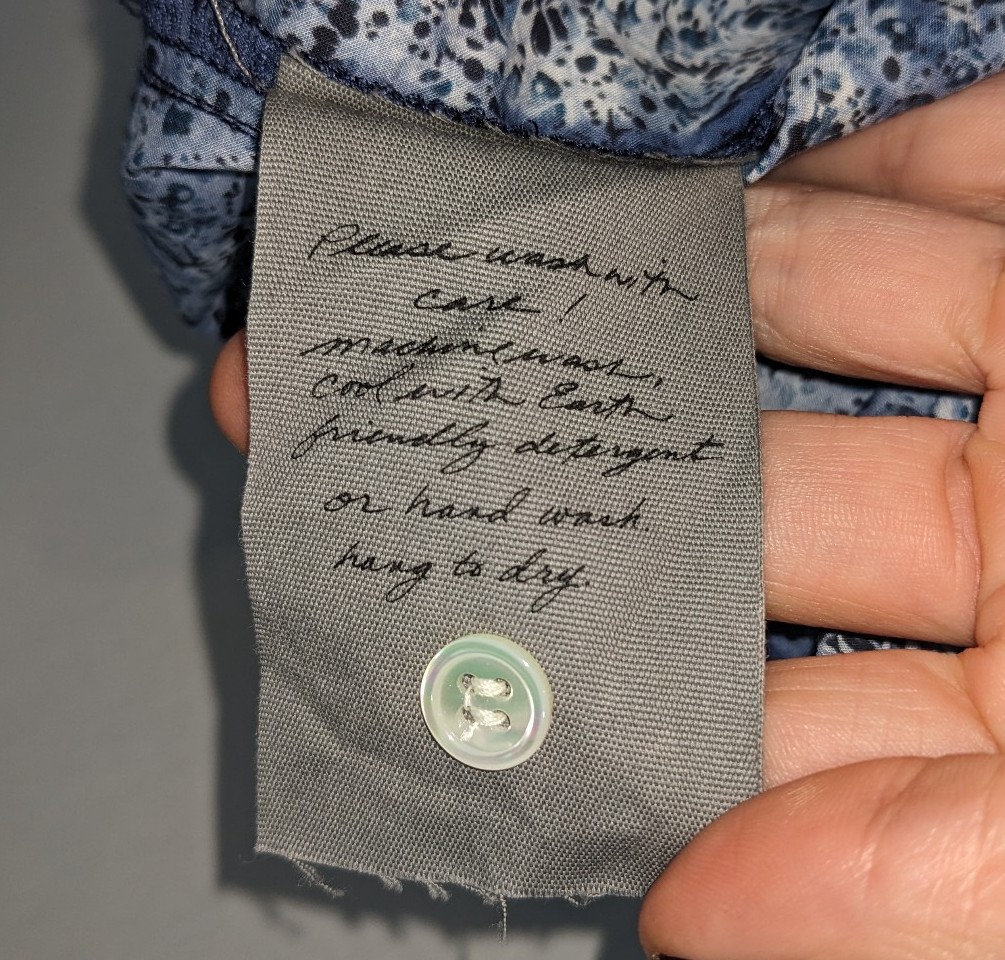 Please wash with
care!
machine wash,
cool with Earth
friendly detergent
or hand wash.
hang to dry.